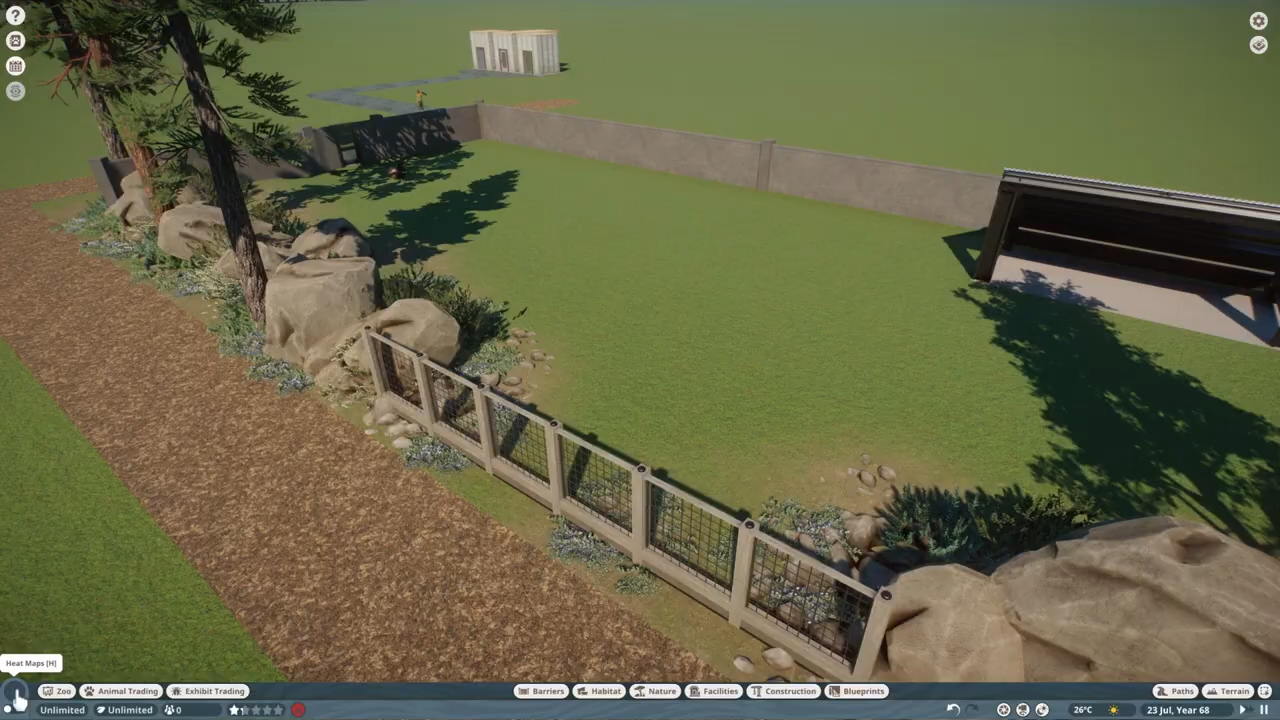 ?
Heat Maps [H]
Zoo
Animal Trading
Exhibit Trading
Barriers
Habitat
Nature
Facilities
Construction
Blueprints
Paths
Terrain
Unlimited
Unlimited
0
1
26°C
23 Jul, Year 68